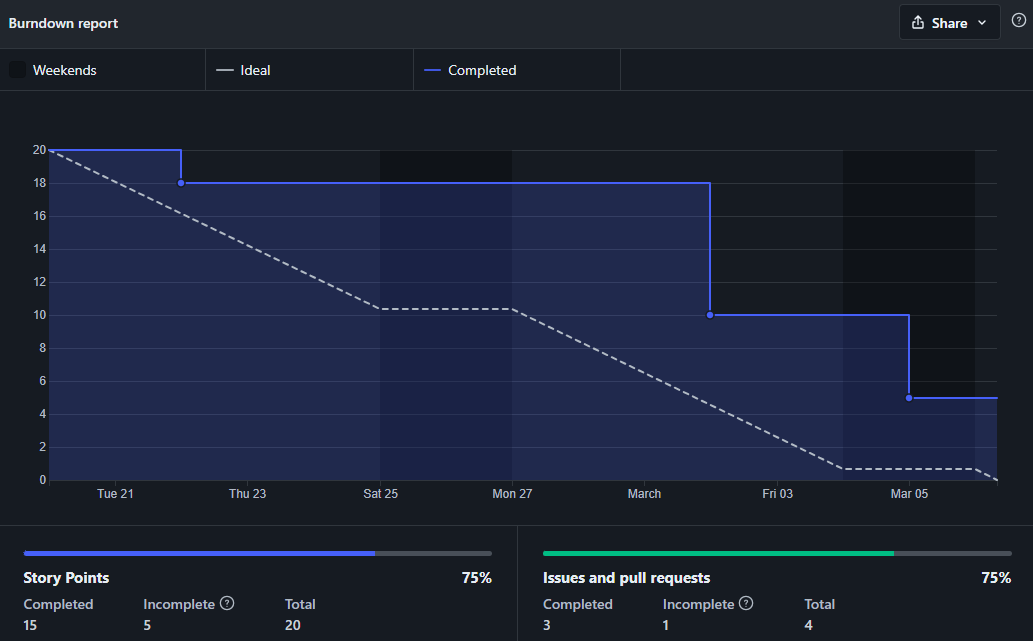 Burndown report
Share
Weekends
Ideal
Completed
20
18
16
14
12
10
8
6
4
2
0
Tue 21 Thu 23 Sat 25 Mon 27 March Fri 03 Mar 05
Story Points 75%
Completed Incomplete ? Total
15 5 20
Issues and pull requests 75%
Completed Incomplete ? Total
3 1 4